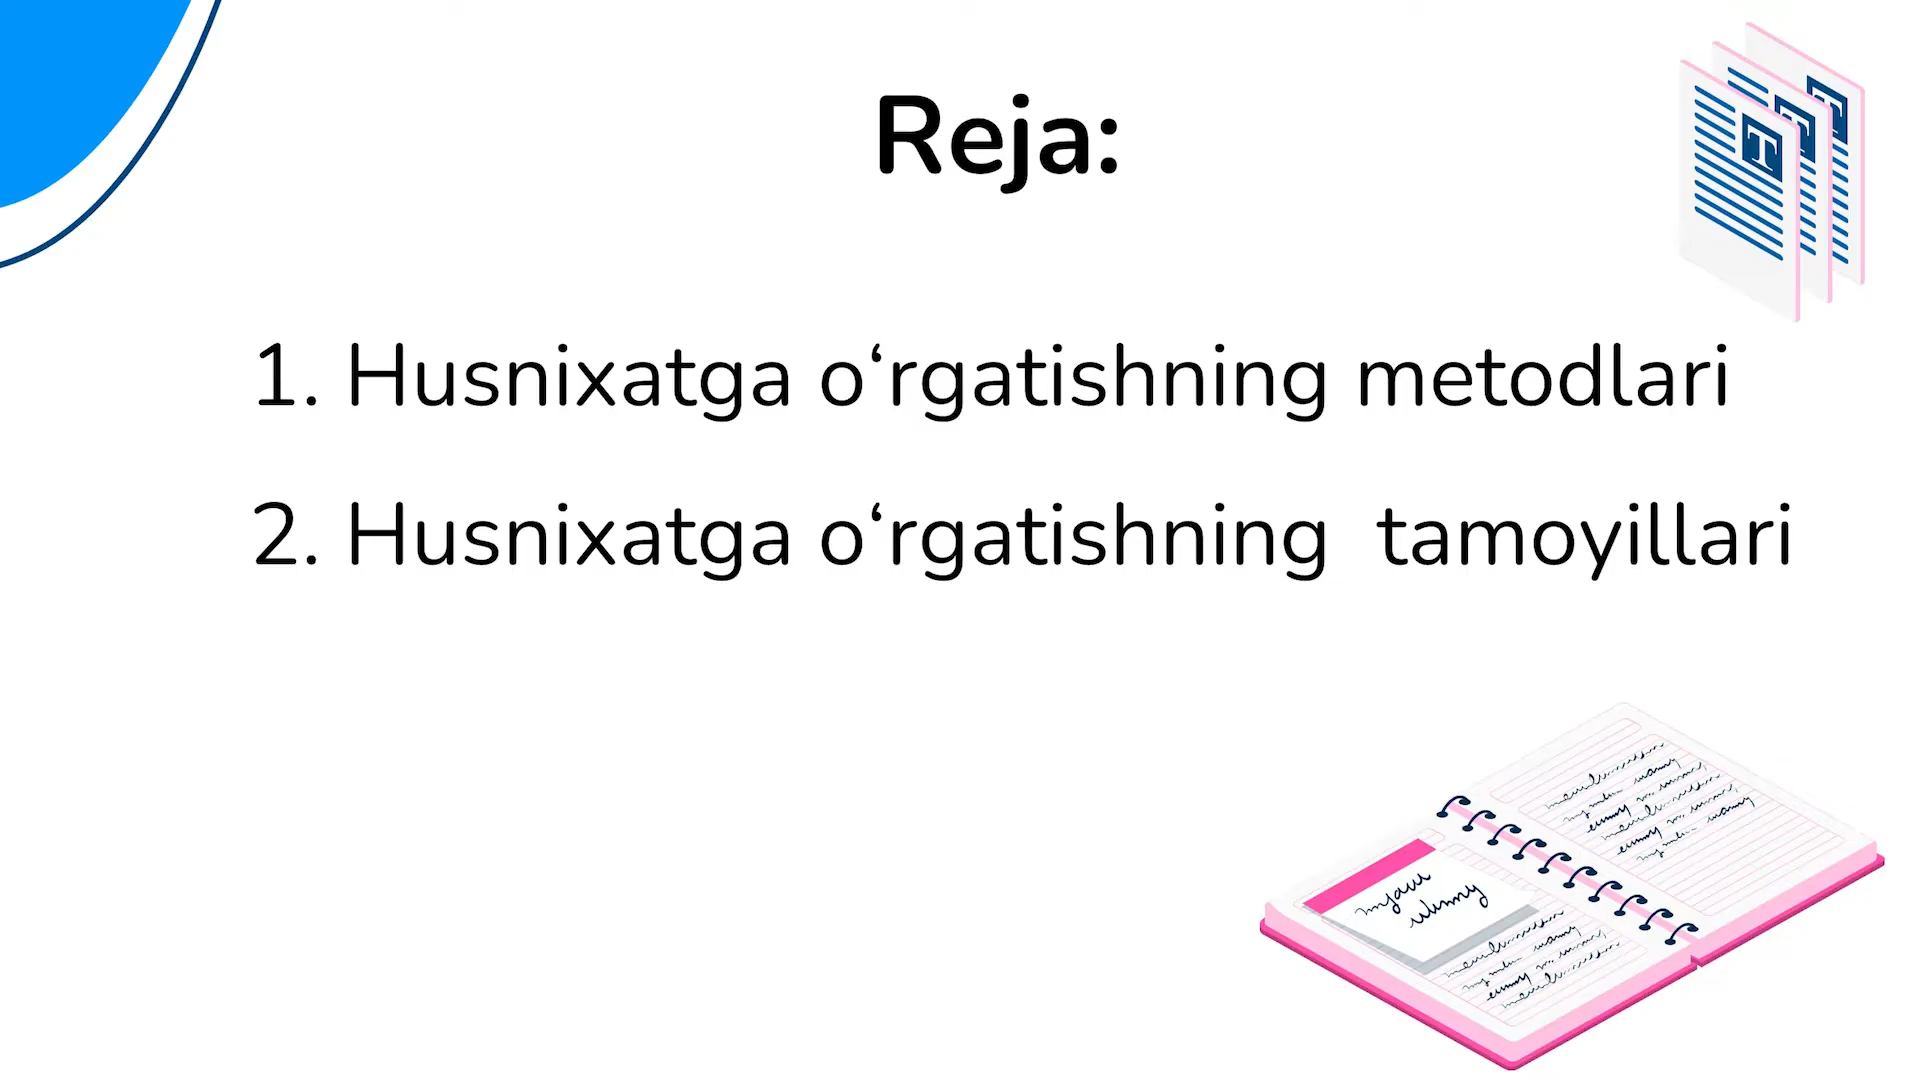 Reja:
1. Husnixatga o‘rgatishning metodlari
2. Husnixatga o‘rgatishning  tamoyillari